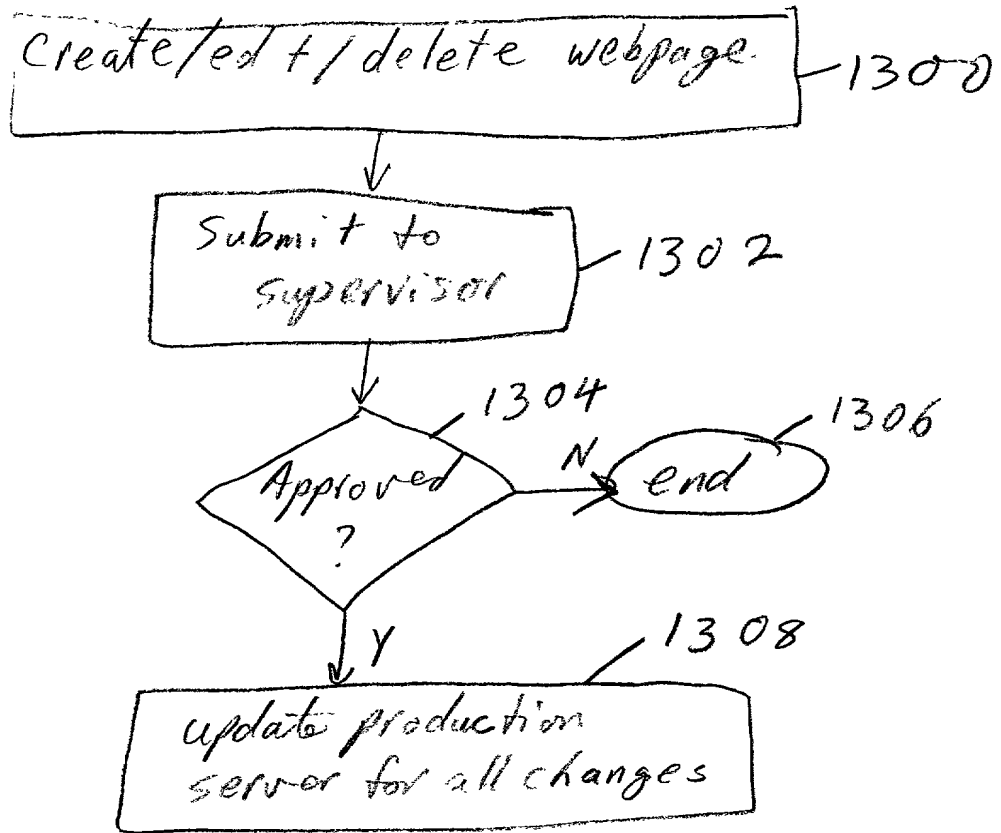 Create/ed t/delete webpage.
1300
Submit to
supervisor
1302
1304
Approved
?
N
1306
end
Y
1308
update production
server for all changes